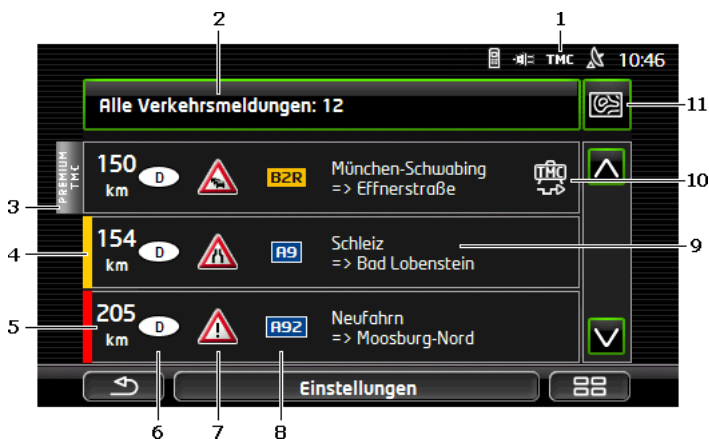 1
2
TMC 10:46
Alle Verkehrsmeldungen: 12
11
PREMIUM
TMC
150
km
D
B2R
München-Schwabing
=> Effnerstraße
TMC
10
3
154
km
D
A9
Schleiz
=> Bad Lobenstein
9
4
205
km
D
A92
Neufahrn
=> Moosburg-Nord
5
Einstellungen
6
7
8